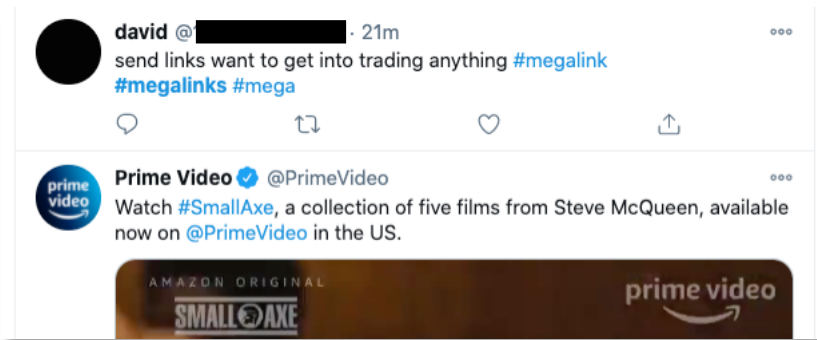 david @ · 21m
send links want to get into trading anything #megalink
#megalinks #mega
prime
video
Prime Video @PrimeVideo
Watch #SmallAxe, a collection of five films from Steve McQueen, available
now on @PrimeVideo in the US.
AMAZON ORIGINAL
SMALL AXE
prime video